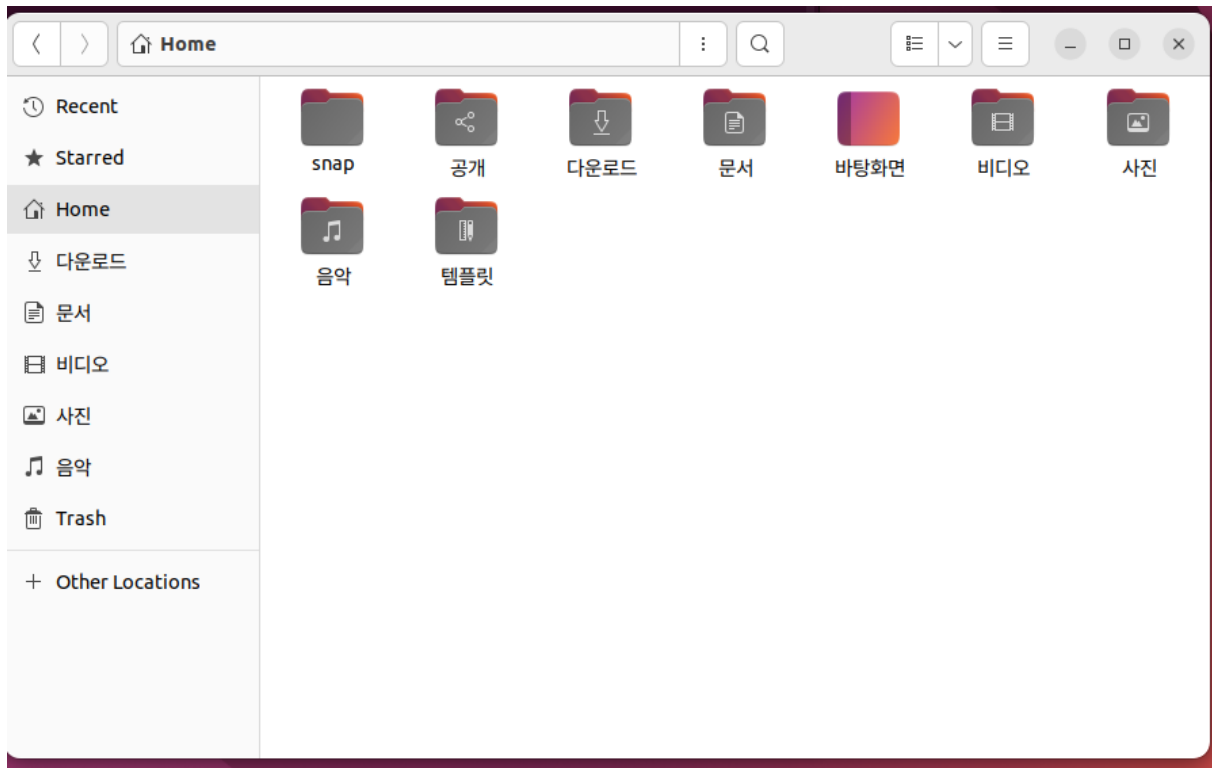 Home
Recent
Starred
Home
다운로드
문서
비디오
사진
음악
Trash
Other Locations
snap
공개
다운로드
문서
바탕화면
비디오
사진
음악
템플릿